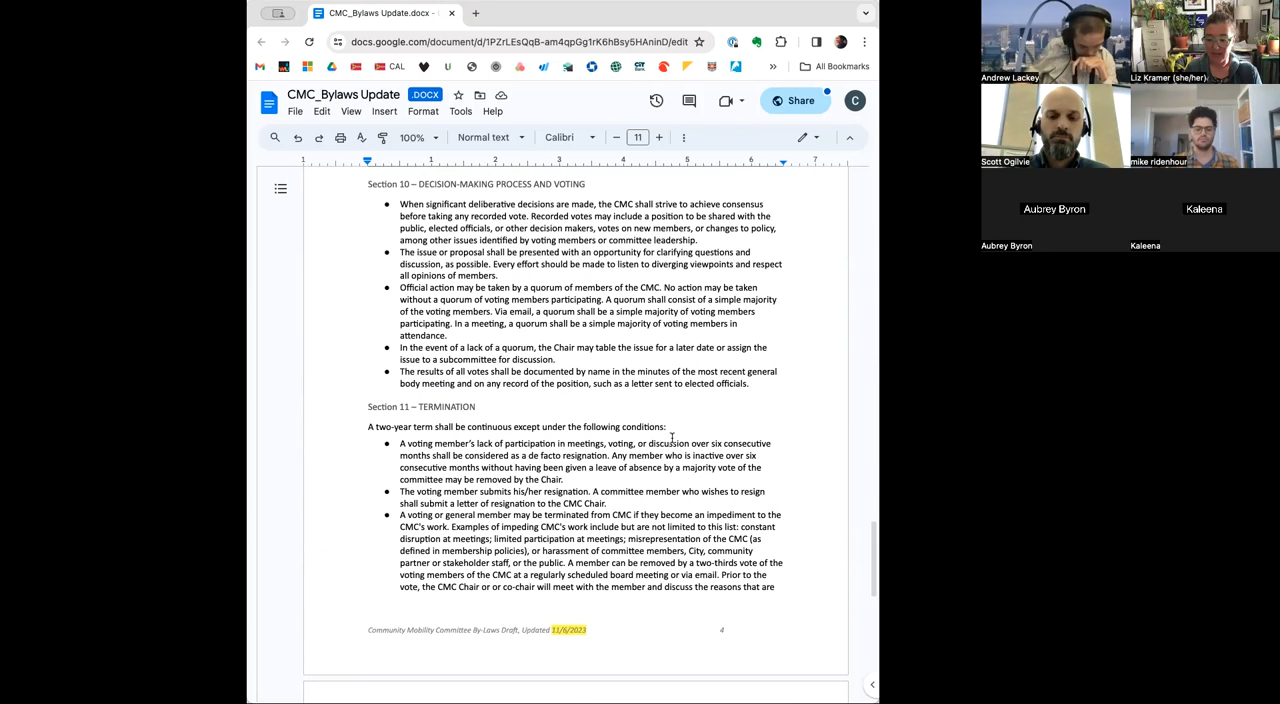 CMC_Bylaws Update.docx -
docs.google.com/document/d/1PZrLEsQqB-am4qpGg1rK6hBsy5HAninD/edit
CAL
All Bookmarks
CMC_Bylaws Update .DOCX
File Edit View Insert Format Tools Help
Share
C
100% Normal text Calibri 11
1 1 2 3 4 5 6 7
Section 10 – DECISION-MAKING PROCESS AND VOTING
● When significant deliberative decisions are made, the CMC shall strive to achieve consensus
before taking any recorded vote. Recorded votes may include a position to be shared with the
public, elected officials, or other decision makers, votes on new members, or changes to policy,
among other issues identified by voting members or committee leadership.
● The issue or proposal shall be presented with an opportunity for clarifying questions and
discussion, as possible. Every effort should be made to listen to diverging viewpoints and respect
all opinions of members.
● Official action may be taken by a quorum of members of the CMC. No action may be taken
without a quorum of voting members participating. A quorum shall consist of a simple majority
of the voting members. Via email, a quorum shall be a simple majority of voting members
participating. In a meeting, a quorum shall be a simple majority of voting members in
attendance.
● In the event of a lack of a quorum, the Chair may table the issue for a later date or assign the
issue to a subcommittee for discussion.
● The results of all votes shall be documented by name in the minutes of the most recent general
body meeting and on any record of the position, such as a letter sent to elected officials.
Section 11 – TERMINATION
A two-year term shall be continuous except under the following conditions:
● A voting member's lack of participation in meetings, voting, or discussion over six consecutive
months shall be considered as a de facto resignation. Any member who is inactive over six
consecutive months without having been given a leave of absence by a majority vote of the
committee may be removed by the Chair.
● The voting member submits his/her resignation. A committee member who wishes to resign
shall submit a letter of resignation to the CMC Chair.
● A voting or general member may be terminated from CMC if they become an impediment to the
CMC's work. Examples of impeding CMC's work include but are not limited to this list: constant
disruption at meetings; limited participation at meetings; misrepresentation of the CMC (as
defined in membership policies), or harassment of committee members, City, community
partner or stakeholder staff, or the public. A member can be removed by a two-thirds vote of the
voting members of the CMC at a regularly scheduled board meeting or via email. Prior to the
vote, the CMC Chair or or co-chair will meet with the member and discuss the reasons that are
Community Mobility Committee By-Laws Draft, Updated 11/6/2023 4
Andrew Lackey
Liz Kramer (she/her)
Scott Ogilvie
mike ridenhour
Aubrey Byron
Kaleena
Aubrey Byron
Kaleena